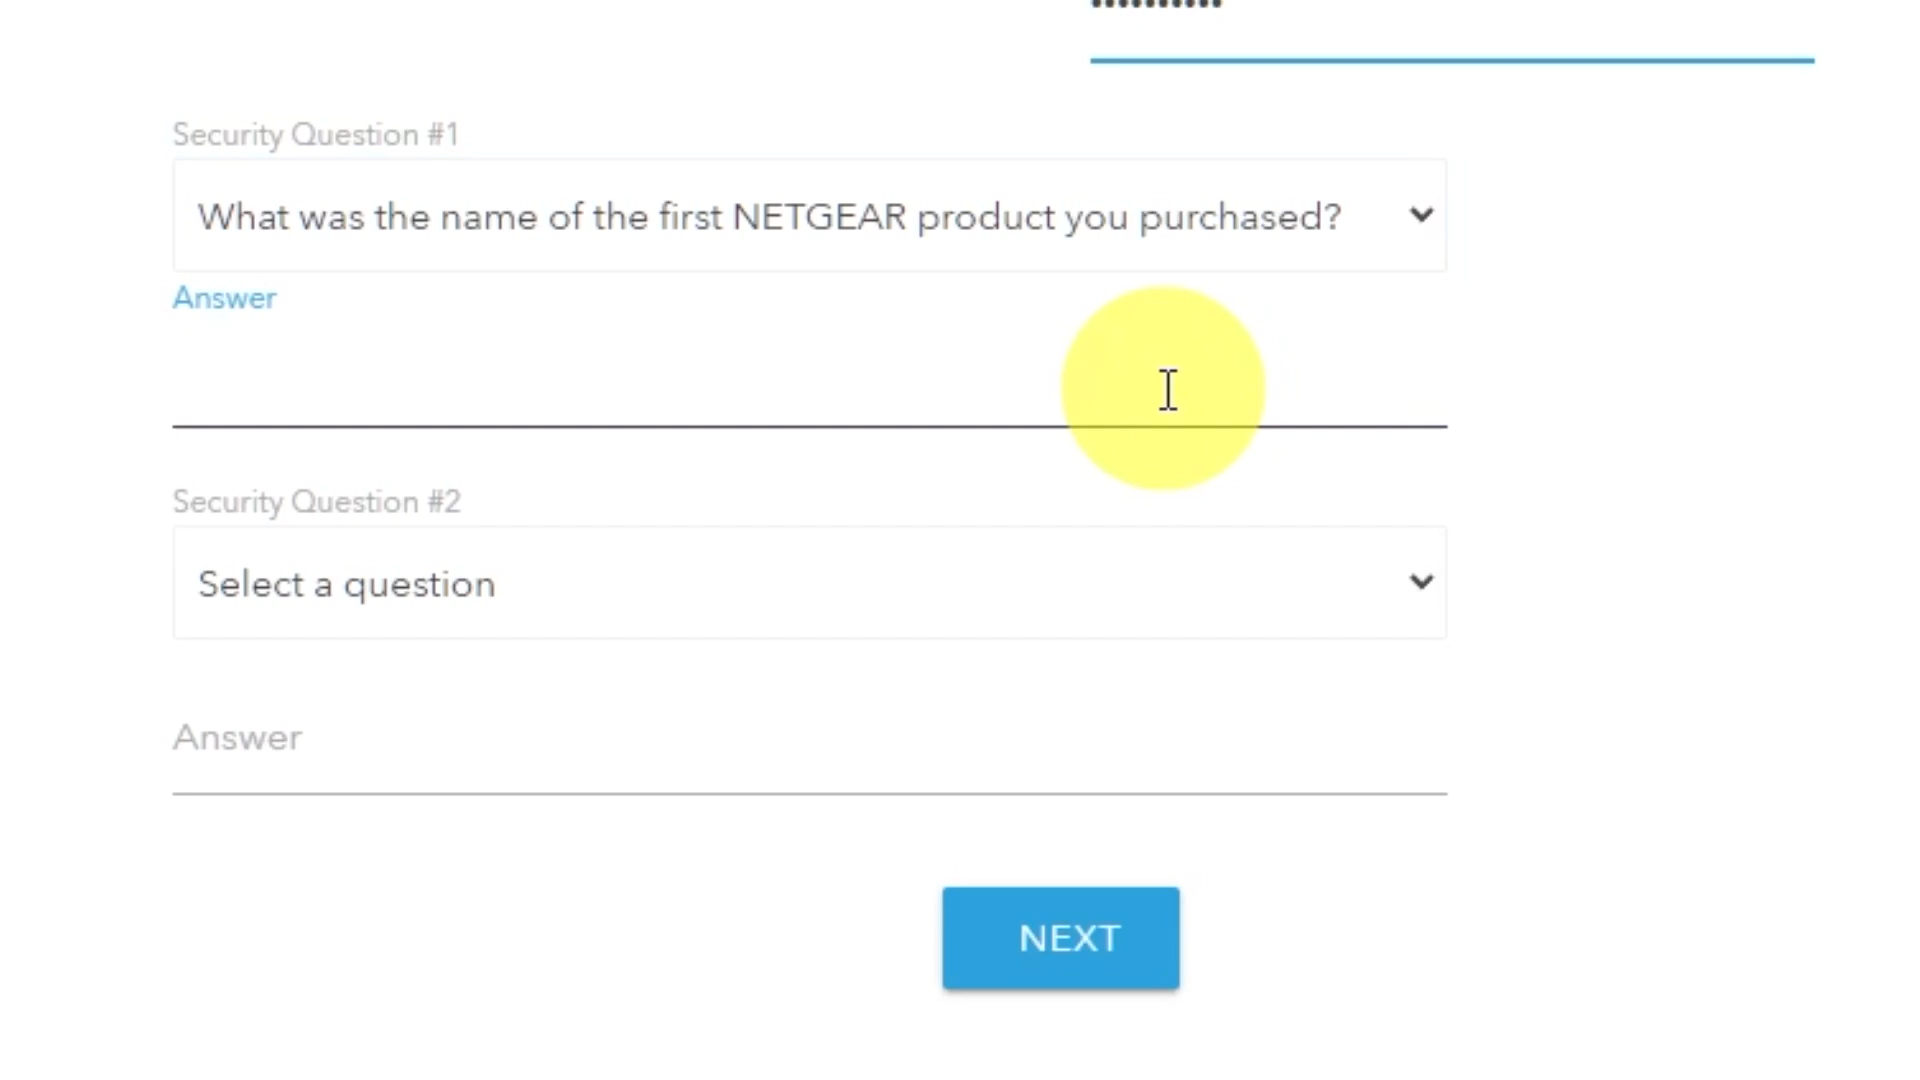 Security Question #1
What was the name of the first NETGEAR product you purchased?
Answer
Security Question #2
Select a question
Answer
NEXT